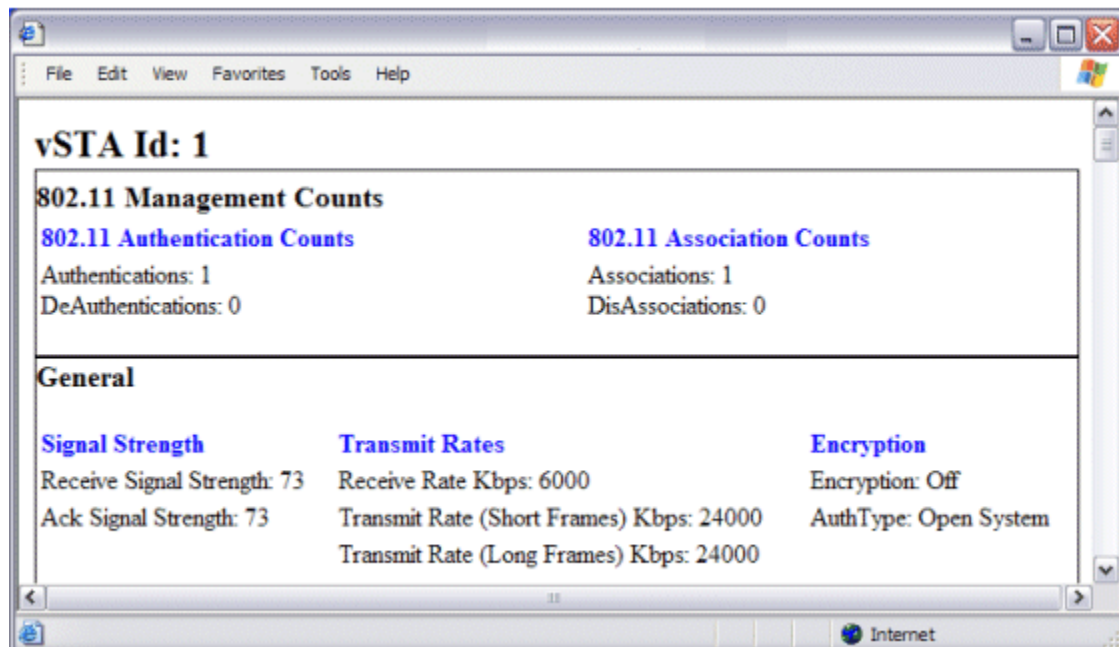 File Edit View Favorites Tools Help
vSTA Id: 1
802.11 Management Counts
802.11 Authentication Counts 802.11 Association Counts
Authentications: 1 Associations: 1
DeAuthentications: 0 DisAssociations: 0
General
Signal Strength Transmit Rates Encryption
Receive Signal Strength: 73 Receive Rate Kbps: 6000 Encryption: Off
Ack Signal Strength: 73 Transmit Rate (Short Frames) Kbps: 24000 AuthType: Open System
Transmit Rate (Long Frames) Kbps: 24000
Internet